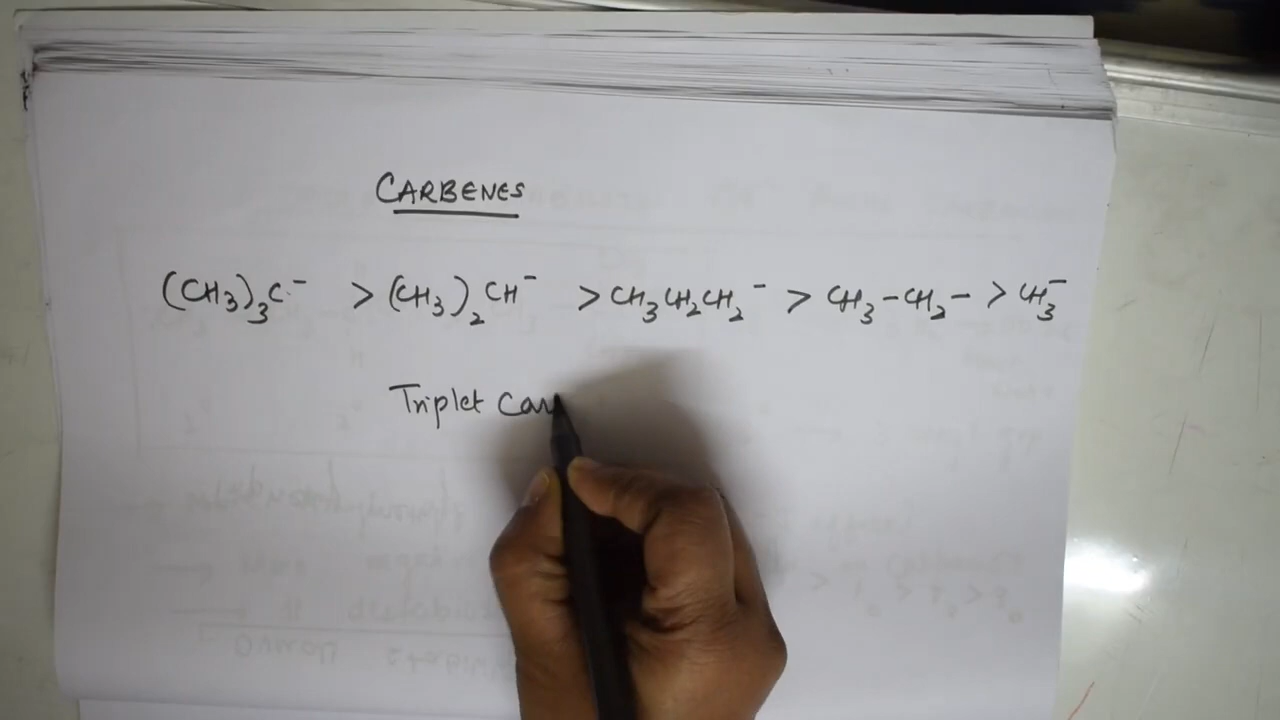 CARBENES
(CH₃)₃C⁻ > (CH₃)₂CH⁻ > CH₃CH₂CH₂⁻ > CH₃-CH₂- > CH₃⁻
Triplet Car